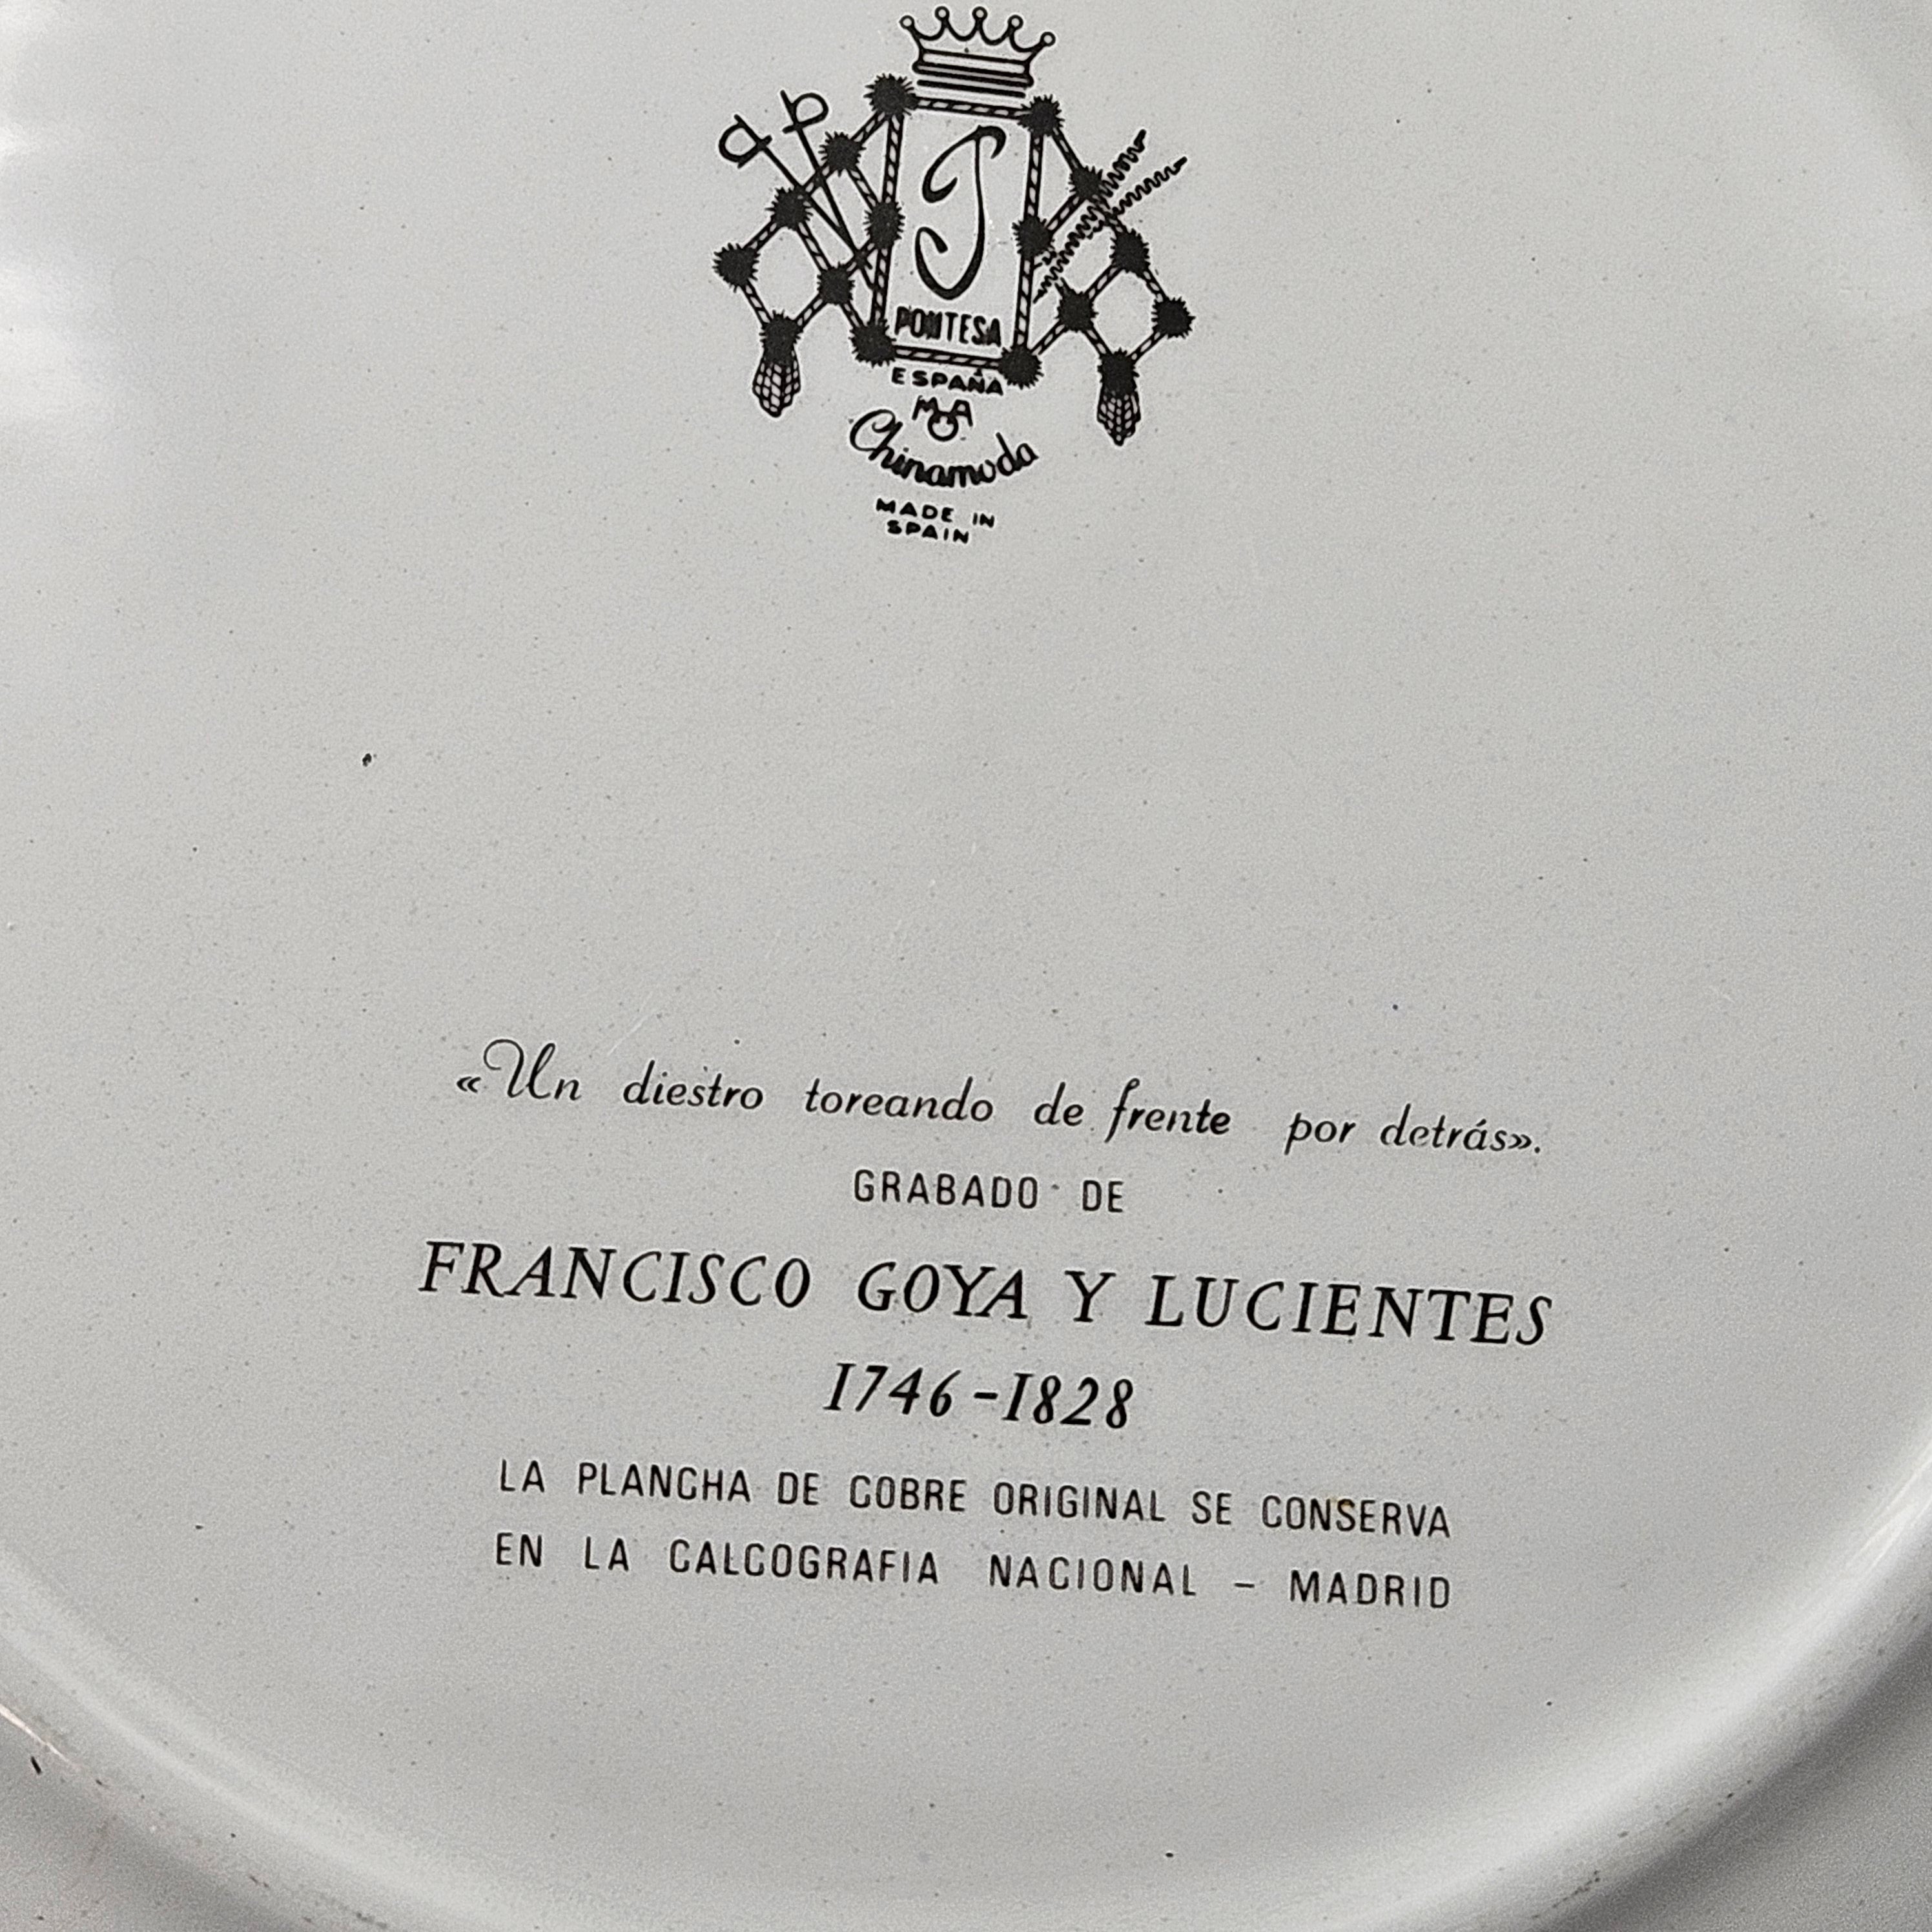 P
PONTESA
ESPAÑA
MCA
Chinamoda
MADE IN
SPAIN
«Un diestro toreando de frente por detrás».
GRABADO DE
FRANCISCO GOYA Y LUCIENTES
1746-1828
LA PLANCHA DE COBRE ORIGINAL SE CONSERVA
EN LA CALCOGRAFIA NACIONAL - MADRID